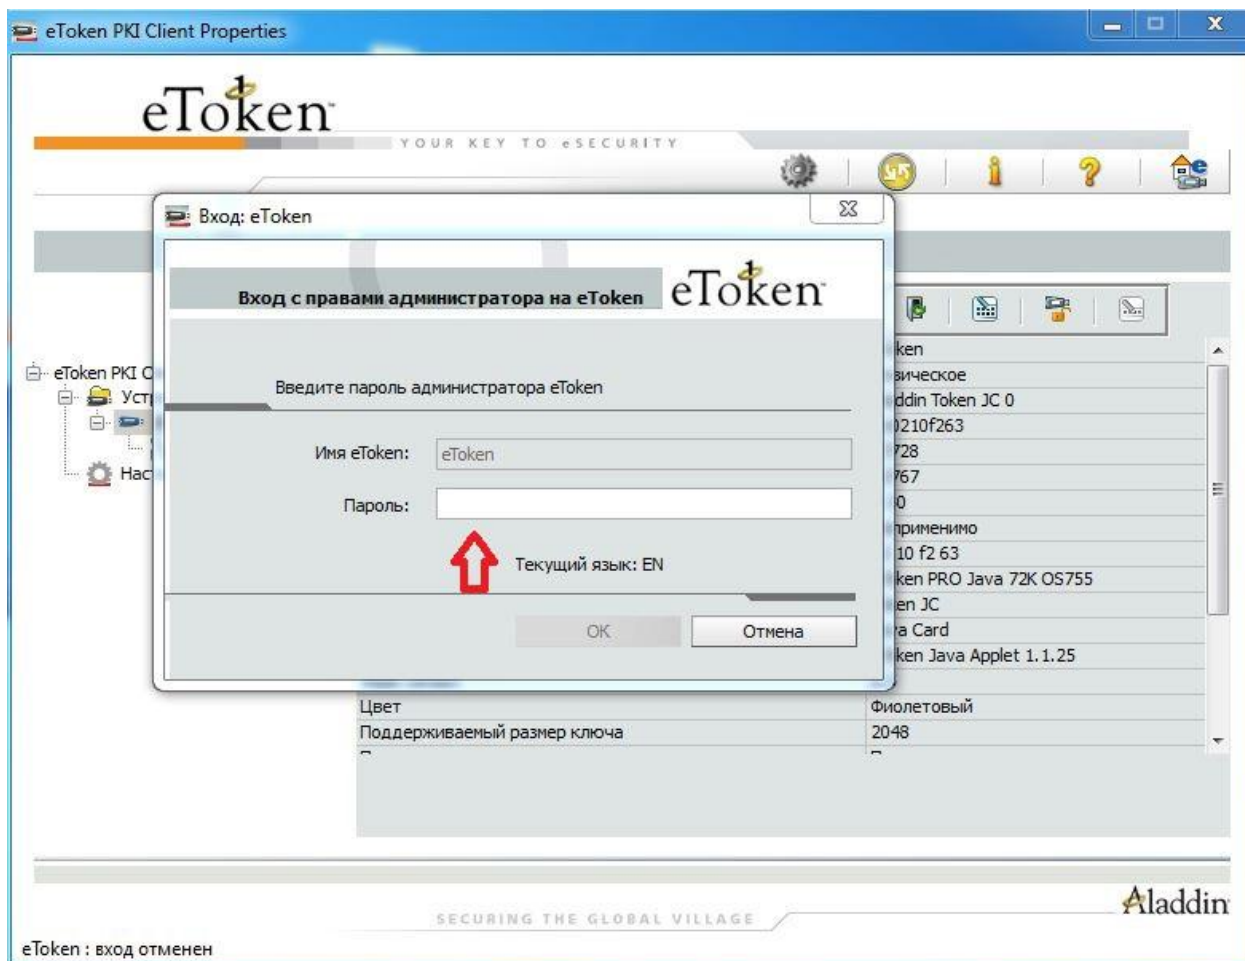 eToken PKI Client Properties
eToken
YOUR KEY TO eSECURITY
Вход: eToken
Вход с правами администратора на eToken
eToken
Введите пароль администратора eToken
Имя eToken: eToken
Пароль:
Текущий язык: EN
OK Отмена
eToken PKI C
Устр
Нас
ken
зическое
ddin Token JC 0
0210f263
728
767
0
применимо
10 f2 63
ken PRO Java 72K OS755
en JC
va Card
ken Java Applet 1.1.25
Цвет Фиолетовый
Поддерживаемый размер ключа 2048
SECURING THE GLOBAL VILLAGE
Aladdin
eToken : вход отменен